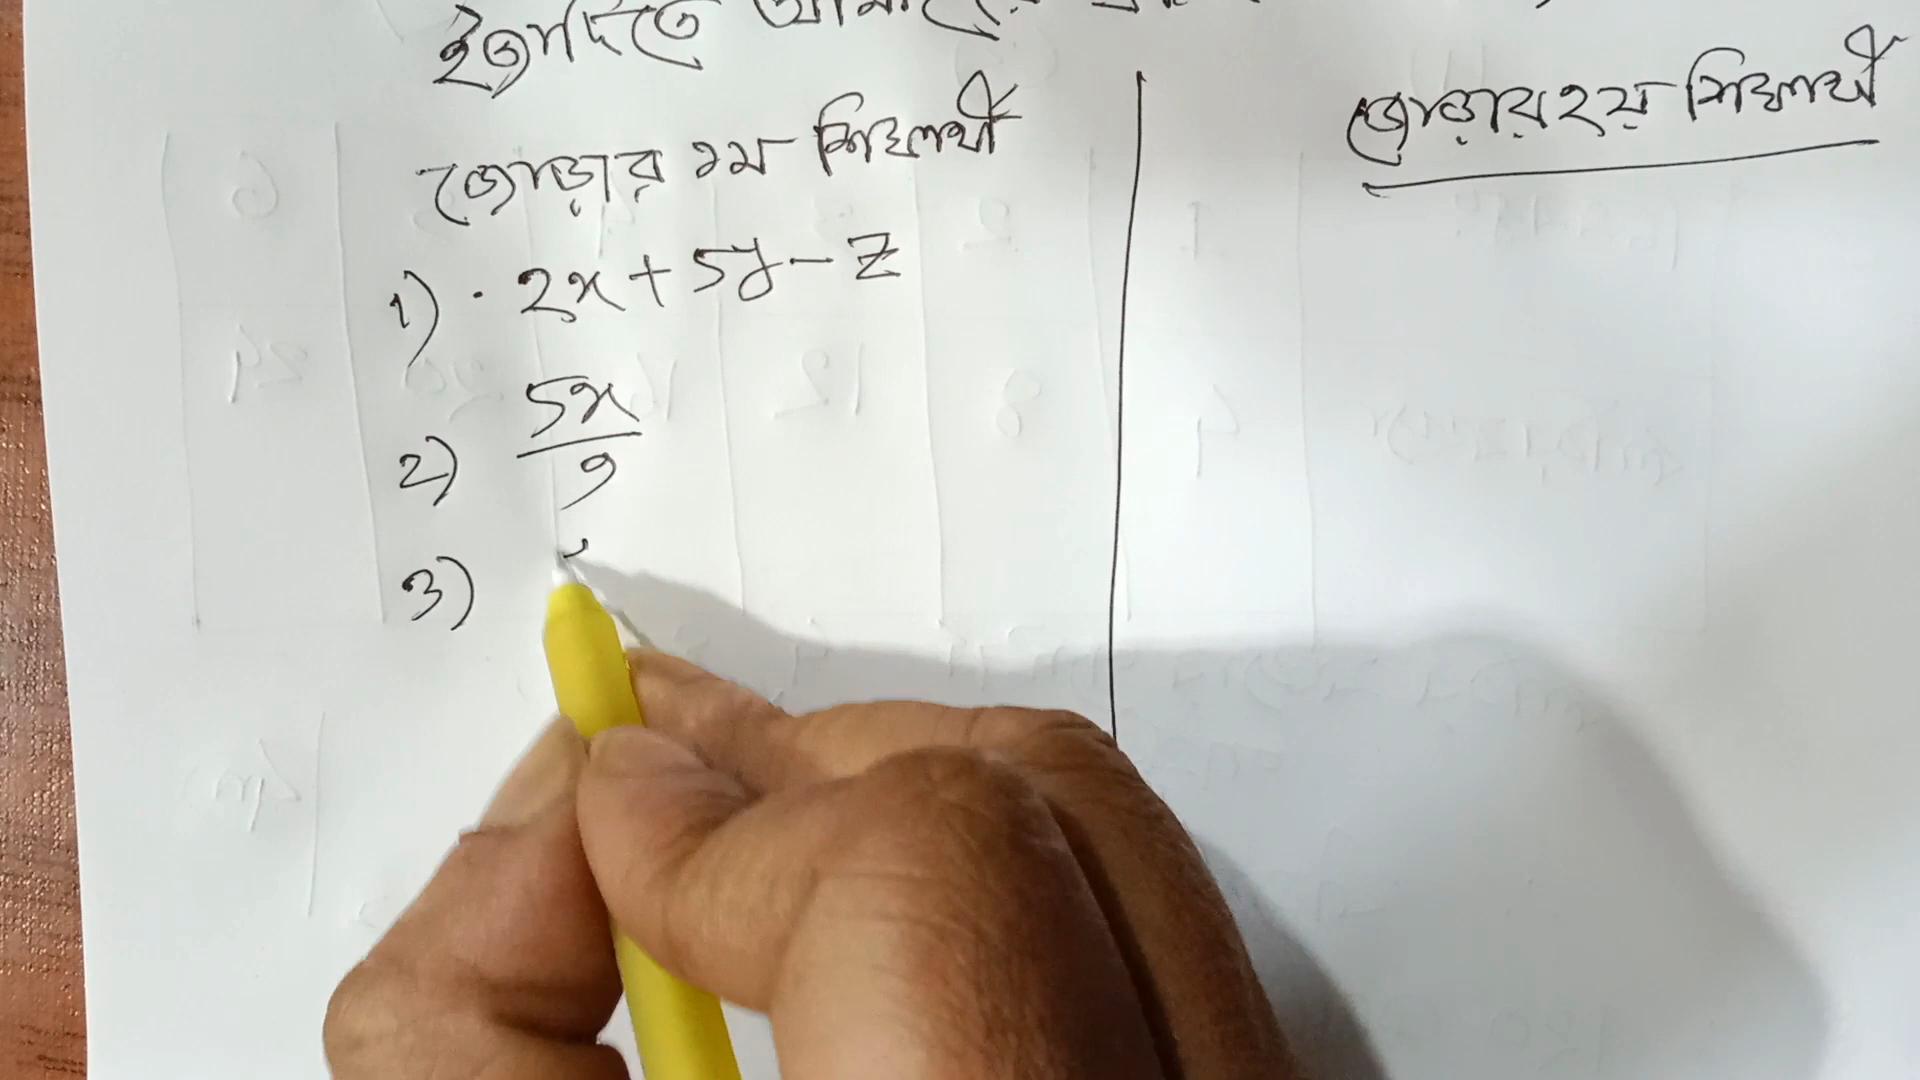 ইত্যাদিতে
জোড়ার ১ম শিক্ষার্থী
জোড়ার ২য় শিক্ষার্থী
1) · 2x + 5y - z
2) 5x/9
3)